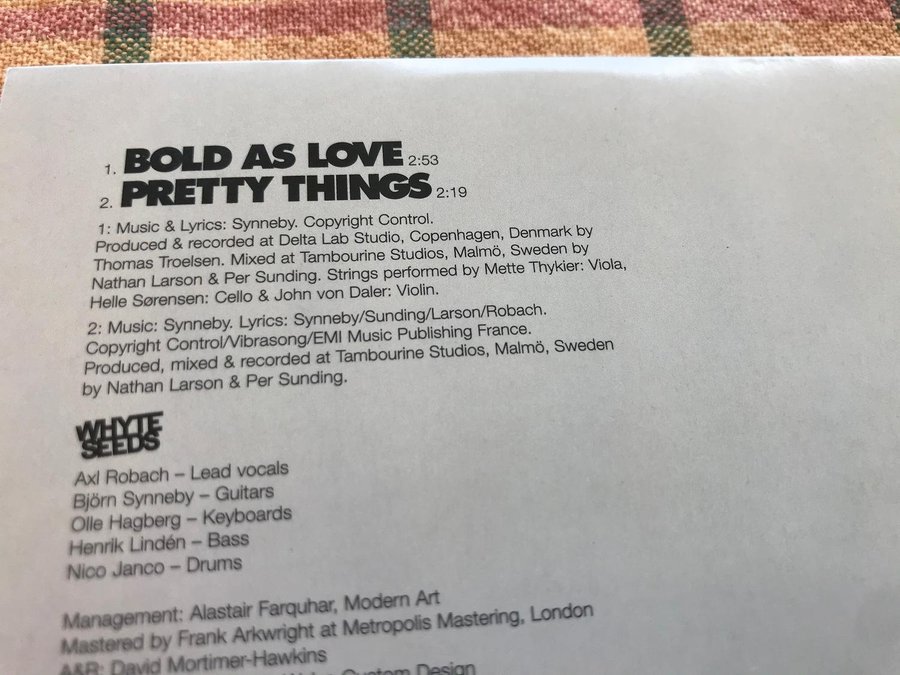 1. BOLD AS LOVE 2:53
2. PRETTY THINGS 2:19
1: Music & Lyrics: Synneby. Copyright Control.
Produced & recorded at Delta Lab Studio, Copenhagen, Denmark by
Thomas Troelsen. Mixed at Tambourine Studios, Malmö, Sweden by
Nathan Larson & Per Sunding. Strings performed by Mette Thykier: Viola,
Helle Sørensen: Cello & John von Daler: Violin.
2: Music: Synneby. Lyrics: Synneby/Sunding/Larson/Robach.
Copyright Control/Vibrasong/EMI Music Publishing France.
Produced, mixed & recorded at Tambourine Studios, Malmö, Sweden
by Nathan Larson & Per Sunding.
WHYTE
SEEDS
Axl Robach – Lead vocals
Björn Synneby – Guitars
Olle Hagberg – Keyboards
Henrik Lindén – Bass
Nico Janco – Drums
Management: Alastair Farquhar, Modern Art
Mastered by Frank Arkwright at Metropolis Mastering, London
A&R: David Mortimer-Hawkins
Custom Design